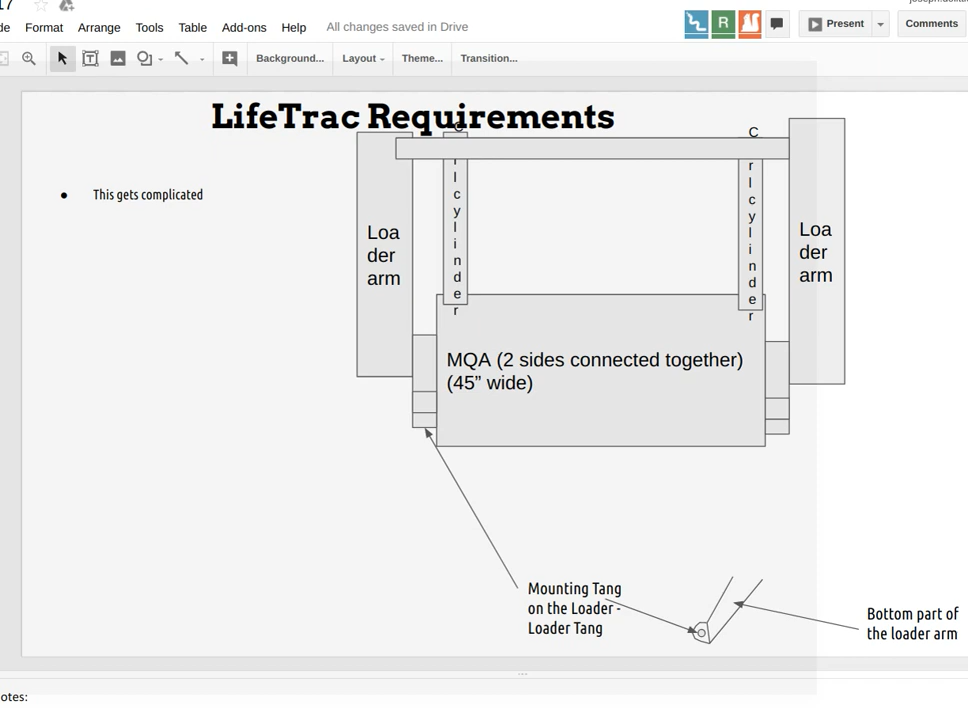 17
de Format Arrange Tools Table Add-ons Help All changes saved in Drive
R Present Comments
T Background... Layout Theme... Transition...
LifeTrac Requirements
• This gets complicated
Loa
der
arm
C
r
l
c
y
l
i
n
d
e
r
C
r
l
c
y
l
i
n
d
e
r
Loa
der
arm
MQA (2 sides connected together)
(45” wide)
Mounting Tang
on the Loader -
Loader Tang
Bottom part of
the loader arm
otes: